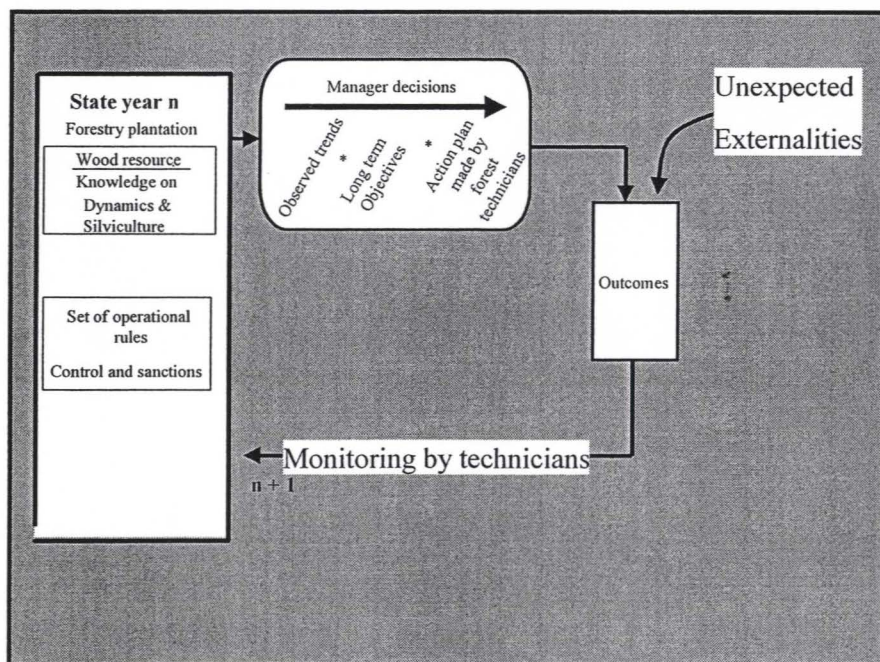 State year n
Forestry plantation
Wood resource
Knowledge on
Dynamics &
Silviculture
Set of operational
rules
Control and sanctions
Manager decisions
Observed trends
*
Long term
Objectives
*
Action plan
made by
forest
technicians
Unexpected
Externalities
Outcomes
Monitoring by technicians
n + 1